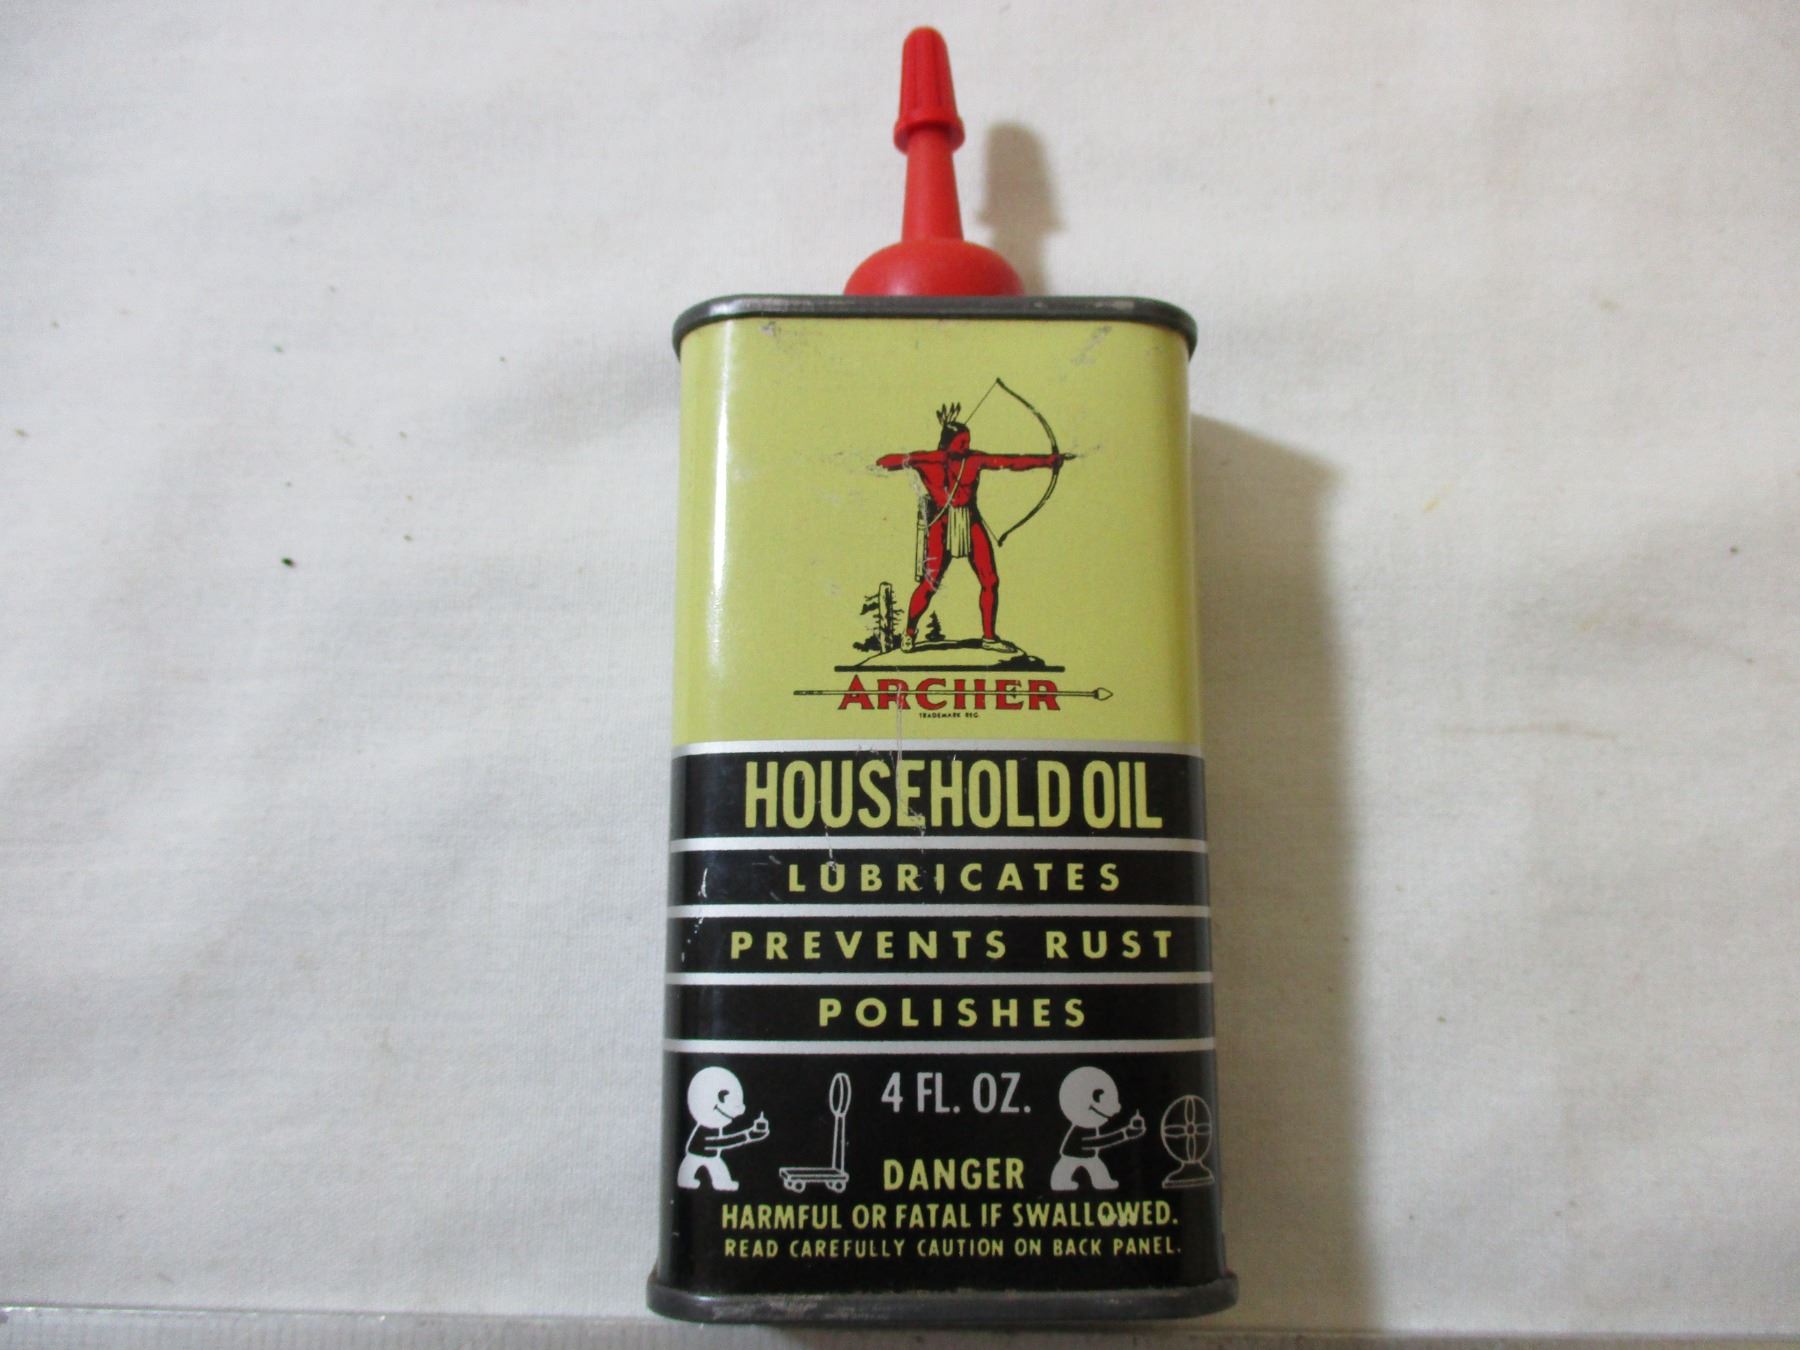 ARCHER
TRADEMARK REG.
HOUSEHOLD OIL
LUBRICATES
PREVENTS RUST
POLISHES
4 FL. OZ.
DANGER
HARMFUL OR FATAL IF SWALLOWED.
READ CAREFULLY CAUTION ON BACK PANEL.